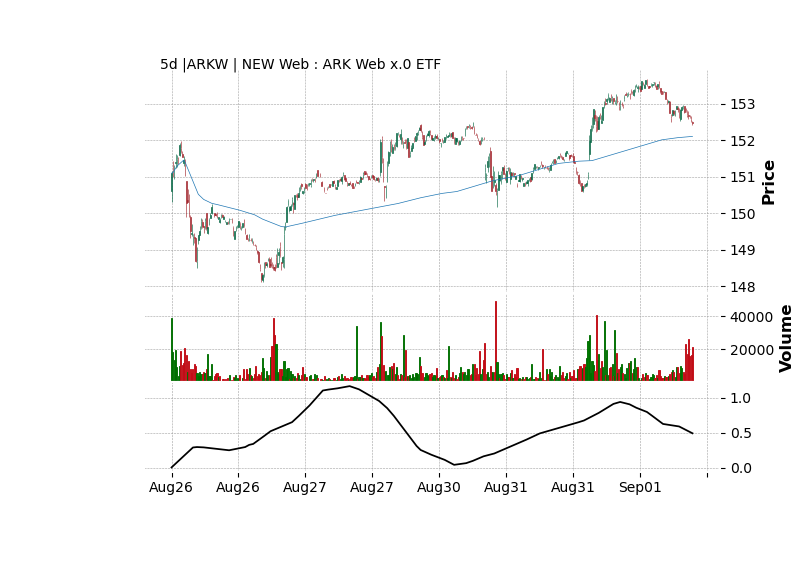 5d |ARKW | NEW Web : ARK Web x.0 ETF
153
152
151
150
149
148
Price
40000
20000
Volume
1.0
0.5
0.0
Aug26 Aug26 Aug27 Aug27 Aug30 Aug31 Aug31 Sep01